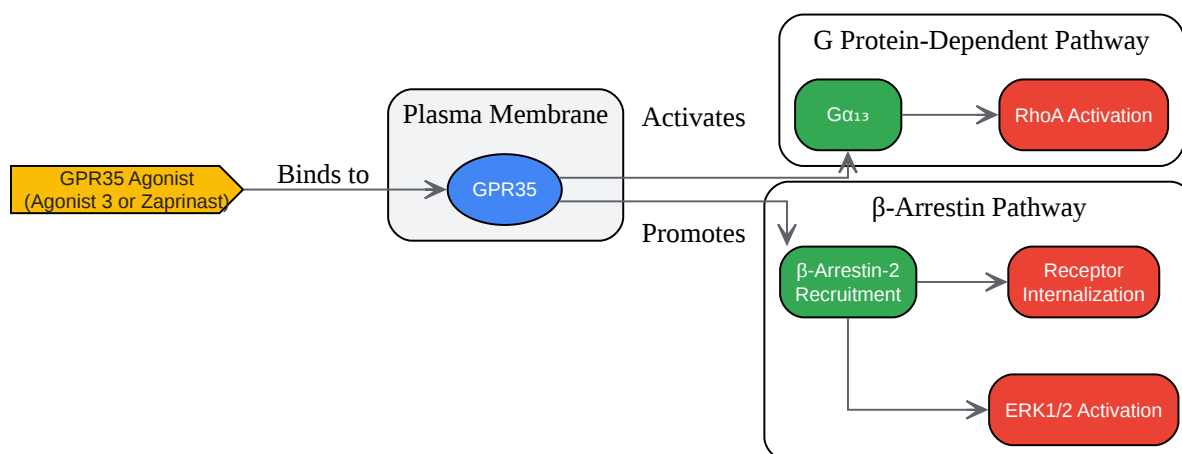 G Protein-Dependent Pathway
Plasma Membrane
Activates
Gα₁₃
RhoA Activation
GPR35 Agonist
(Agonist 3 or Zaprinast)
Binds to
GPR35
β-Arrestin Pathway
Promotes
β-Arrestin-2
Recruitment
Receptor
Internalization
ERK1/2 Activation